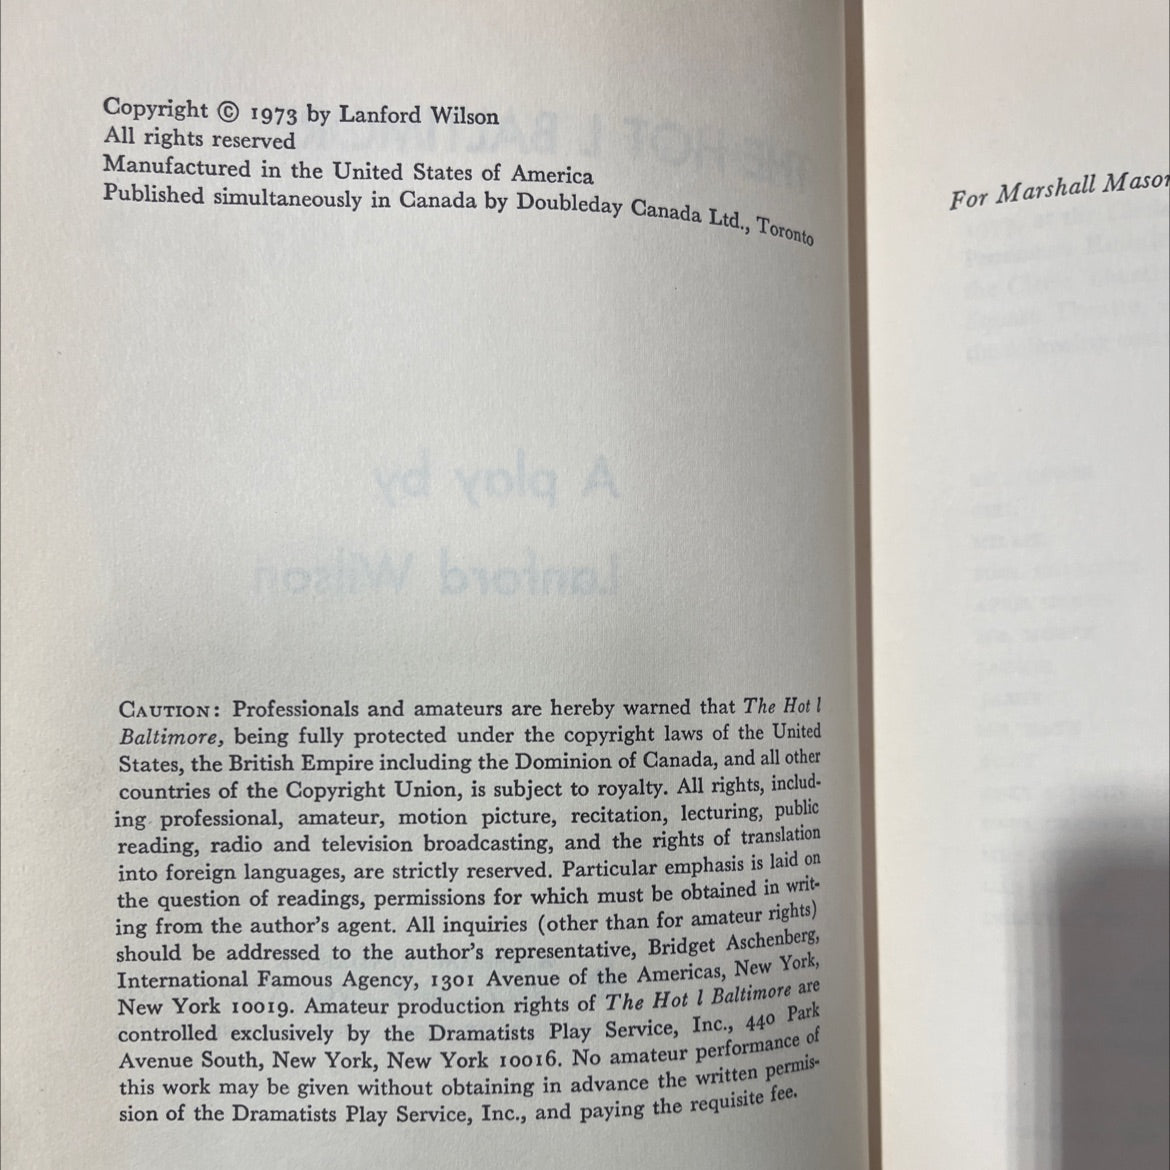 Copyright © 1973 by Lanford Wilson
All rights reserved
Manufactured in the United States of America
Published simultaneously in Canada by Doubleday Canada Ltd., Toronto
A play by
Lanford Wilson
CAUTION: Professionals and amateurs are hereby warned that The Hot l
Baltimore, being fully protected under the copyright laws of the United
States, the British Empire including the Dominion of Canada, and all other
countries of the Copyright Union, is subject to royalty. All rights, includ-
ing professional, amateur, motion picture, recitation, lecturing, public
reading, radio and television broadcasting, and the rights of translation
into foreign languages, are strictly reserved. Particular emphasis is laid on
the question of readings, permissions for which must be obtained in writ-
ing from the author's agent. All inquiries (other than for amateur rights)
should be addressed to the author's representative, Bridget Aschenberg,
International Famous Agency, 1301 Avenue of the Americas, New York,
New York 10019. Amateur production rights of The Hot l Baltimore are
controlled exclusively by the Dramatists Play Service, Inc., 440 Park
Avenue South, New York, New York 10016. No amateur performance of
this work may be given without obtaining in advance the written permis-
sion of the Dramatists Play Service, Inc., and paying the requisite fee.
For Marshall Mason